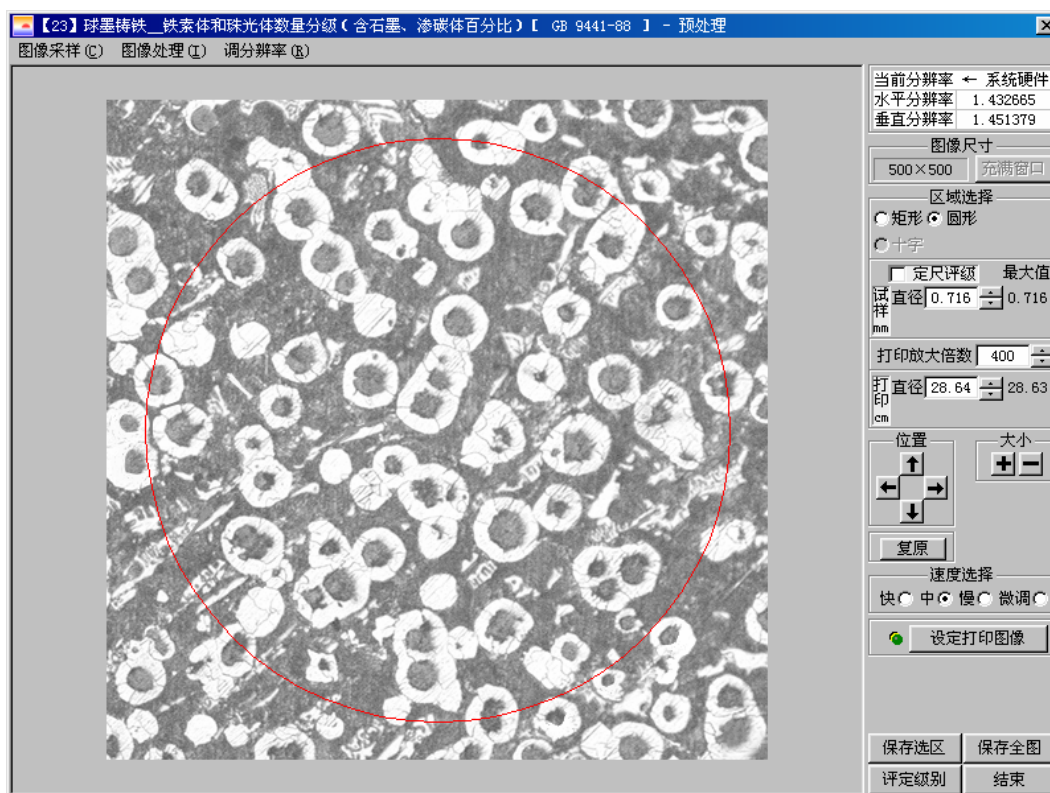 【23】球墨铸铁__铁素体和珠光体数量分级(含石墨、渗碳体百分比)[ GB 9441-88 ] - 预处理
图像采样(C) 图像处理(I) 调分辨率(R)
当前分辨率 ← 系统硬件
水平分辨率 1.432665
垂直分辨率 1.451379
图像尺寸
500×500 充满窗口
区域选择
矩形 圆形
十字
定尺评级 最大值
试样mm 直径 0.716 0.716
打印放大倍数 400
打印cm 直径 28.64 28.63
位置 大小
复原
速度选择
快 中 慢 微调
设定打印图像
保存选区 保存全图
评定级别 结束